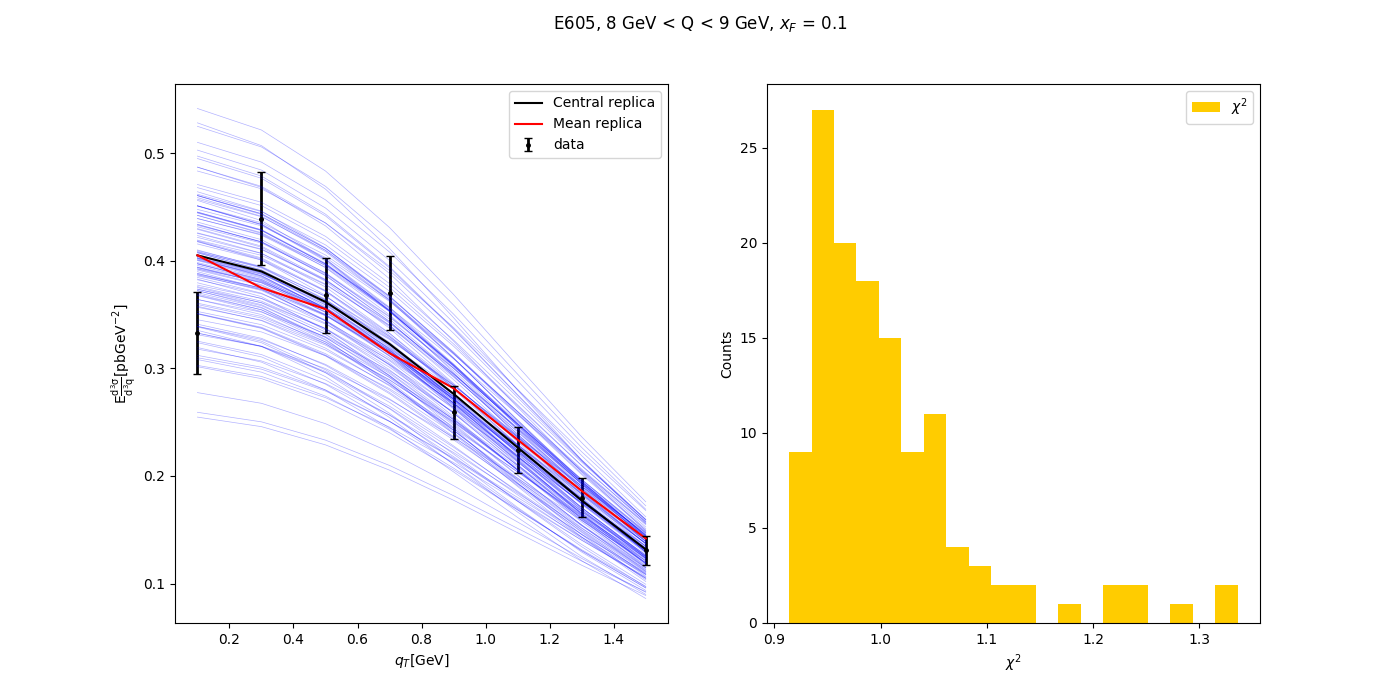 E605, 8 GeV < Q < 9 GeV, x_F = 0.1
Central replica
Mean replica
data
0.5
0.4
0.3
0.2
0.1
E d³σ/d³q [pbGeV⁻²]
0.2 0.4 0.6 0.8 1.0 1.2 1.4
q_T[GeV]
χ²
25
20
15
10
5
0
Counts
0.9 1.0 1.1 1.2 1.3
χ²